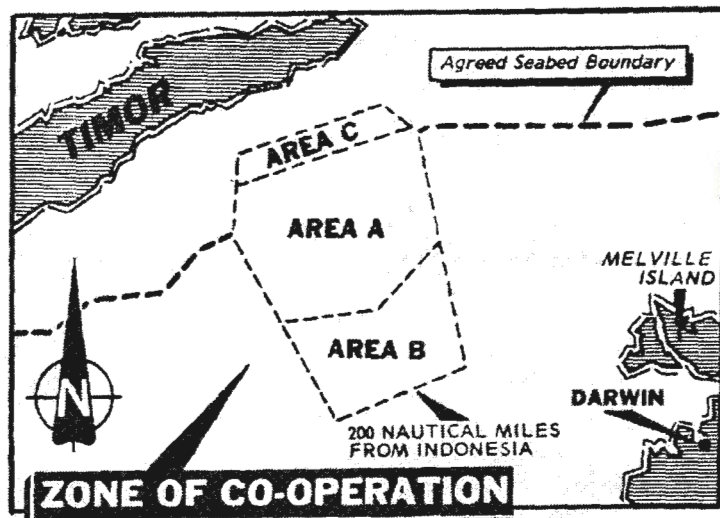 Agreed Seabed Boundary
TIMOR
AREA C
AREA A
MELVILLE
ISLAND
AREA B
DARWIN
200 NAUTICAL MILES
FROM INDONESIA
N
ZONE OF CO-OPERATION